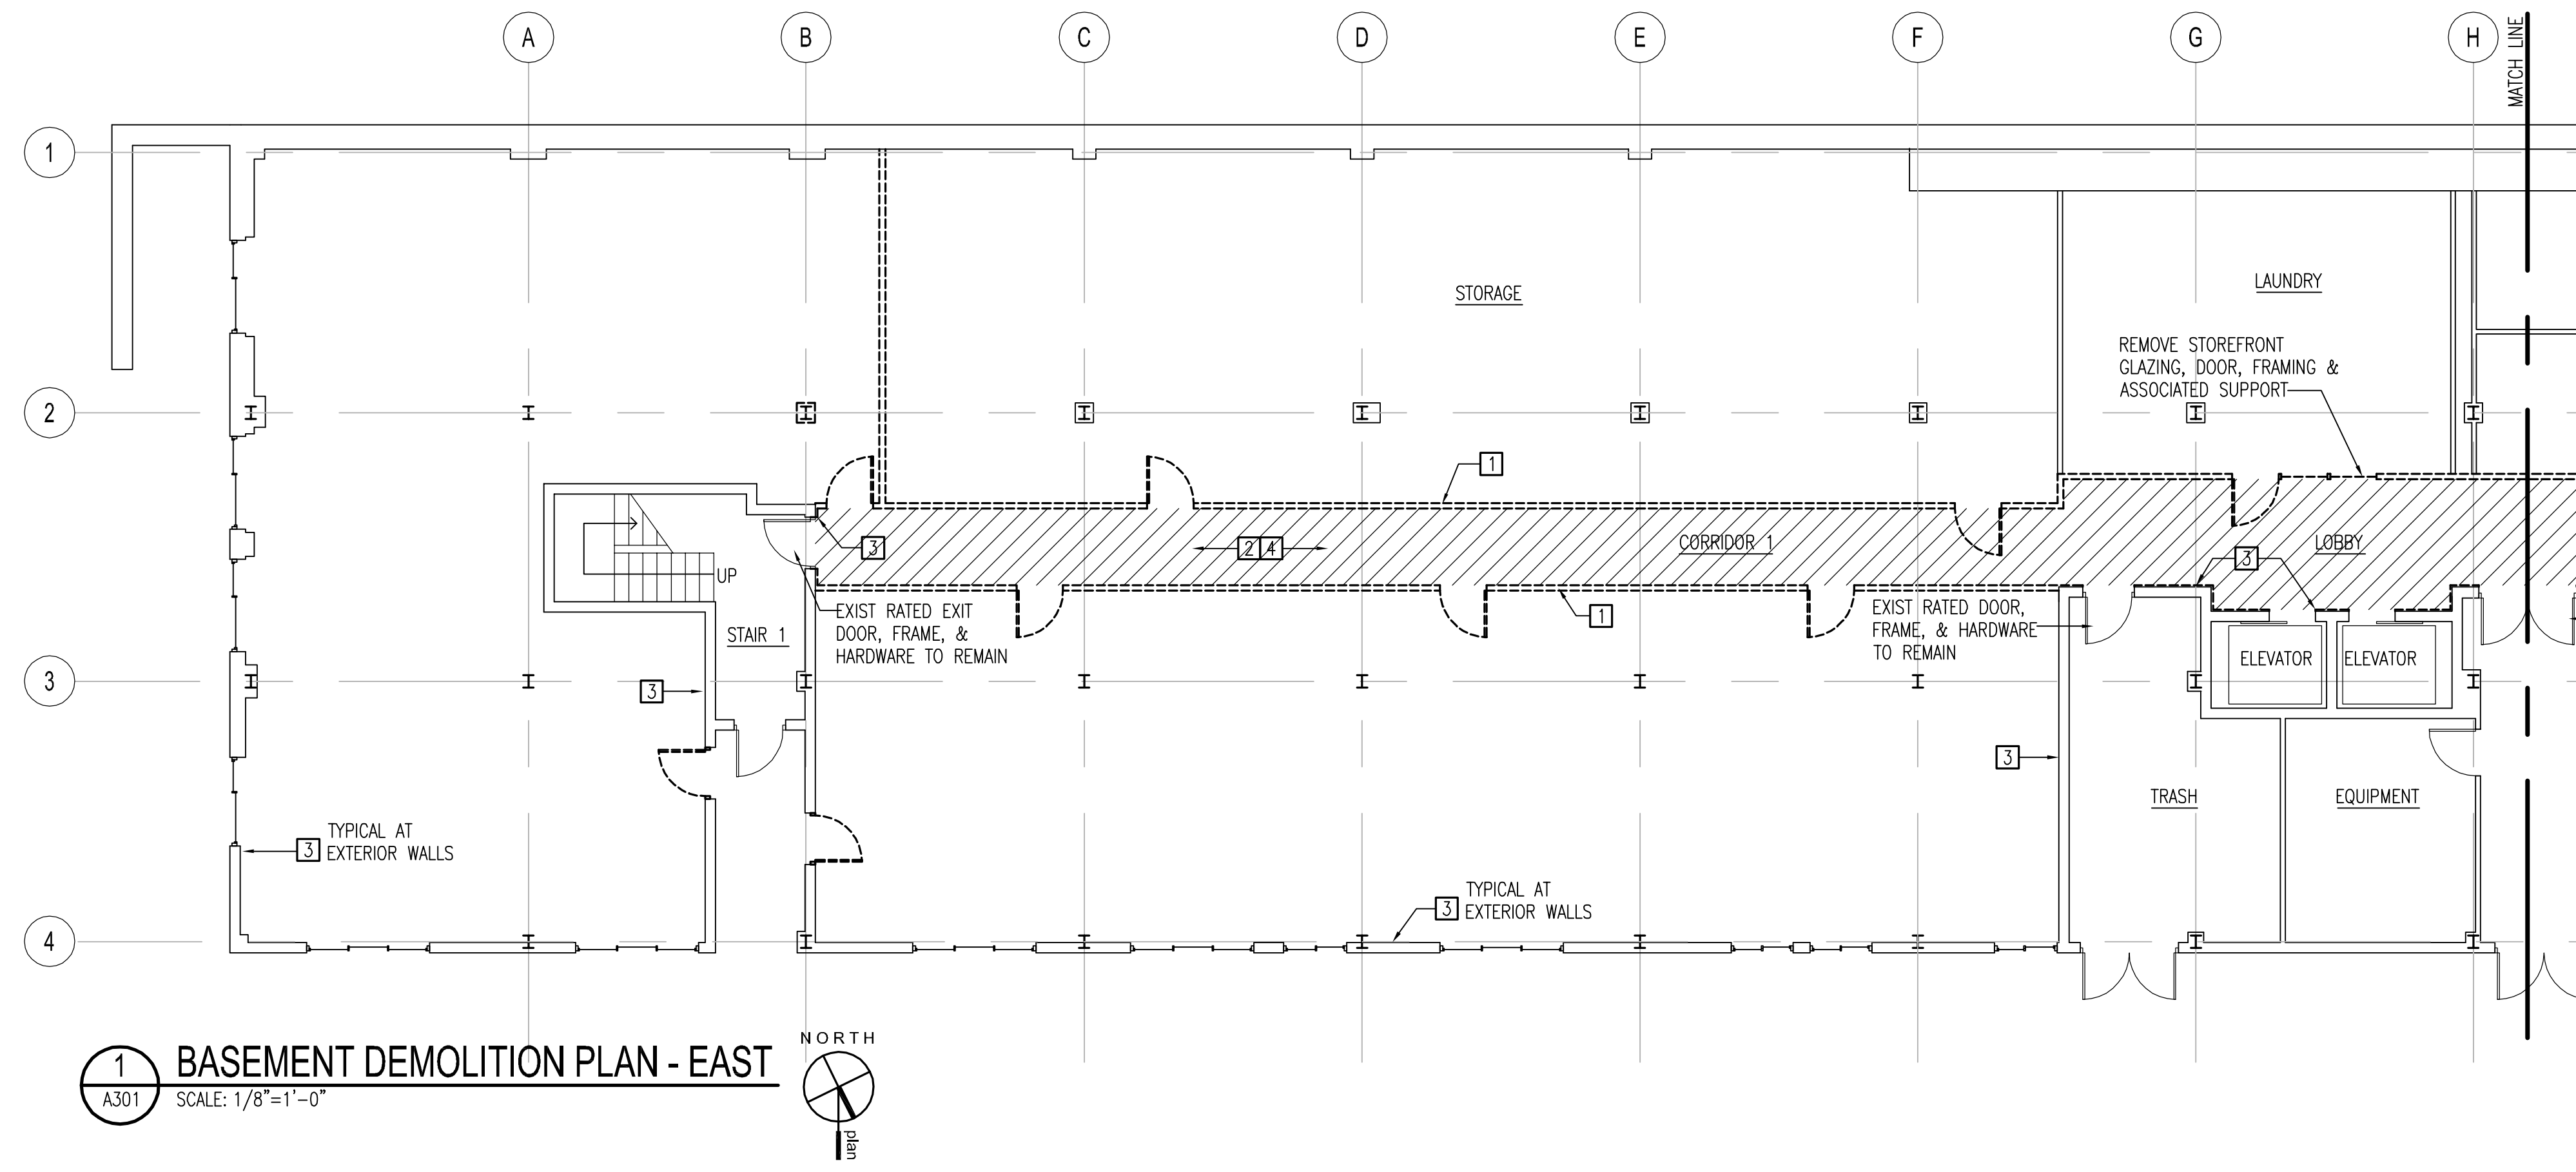 A
B
C
D
E
F
G
H
MATCH LINE
1
2
3
4
STORAGE
LAUNDRY
REMOVE STOREFRONT
GLAZING, DOOR, FRAMING &
ASSOCIATED SUPPORT
1
3
2 4
CORRIDOR 1
LOBBY
3
UP
EXIST RATED EXIT
DOOR, FRAME, &
HARDWARE TO REMAIN
STAIR 1
1
EXIST RATED DOOR,
FRAME, & HARDWARE
TO REMAIN
ELEVATOR
ELEVATOR
3
3
TRASH
EQUIPMENT
3
TYPICAL AT
EXTERIOR WALLS
3
TYPICAL AT
EXTERIOR WALLS
1
A301
BASEMENT DEMOLITION PLAN - EAST
SCALE: 1/8"=1'-0"
NORTH
plan